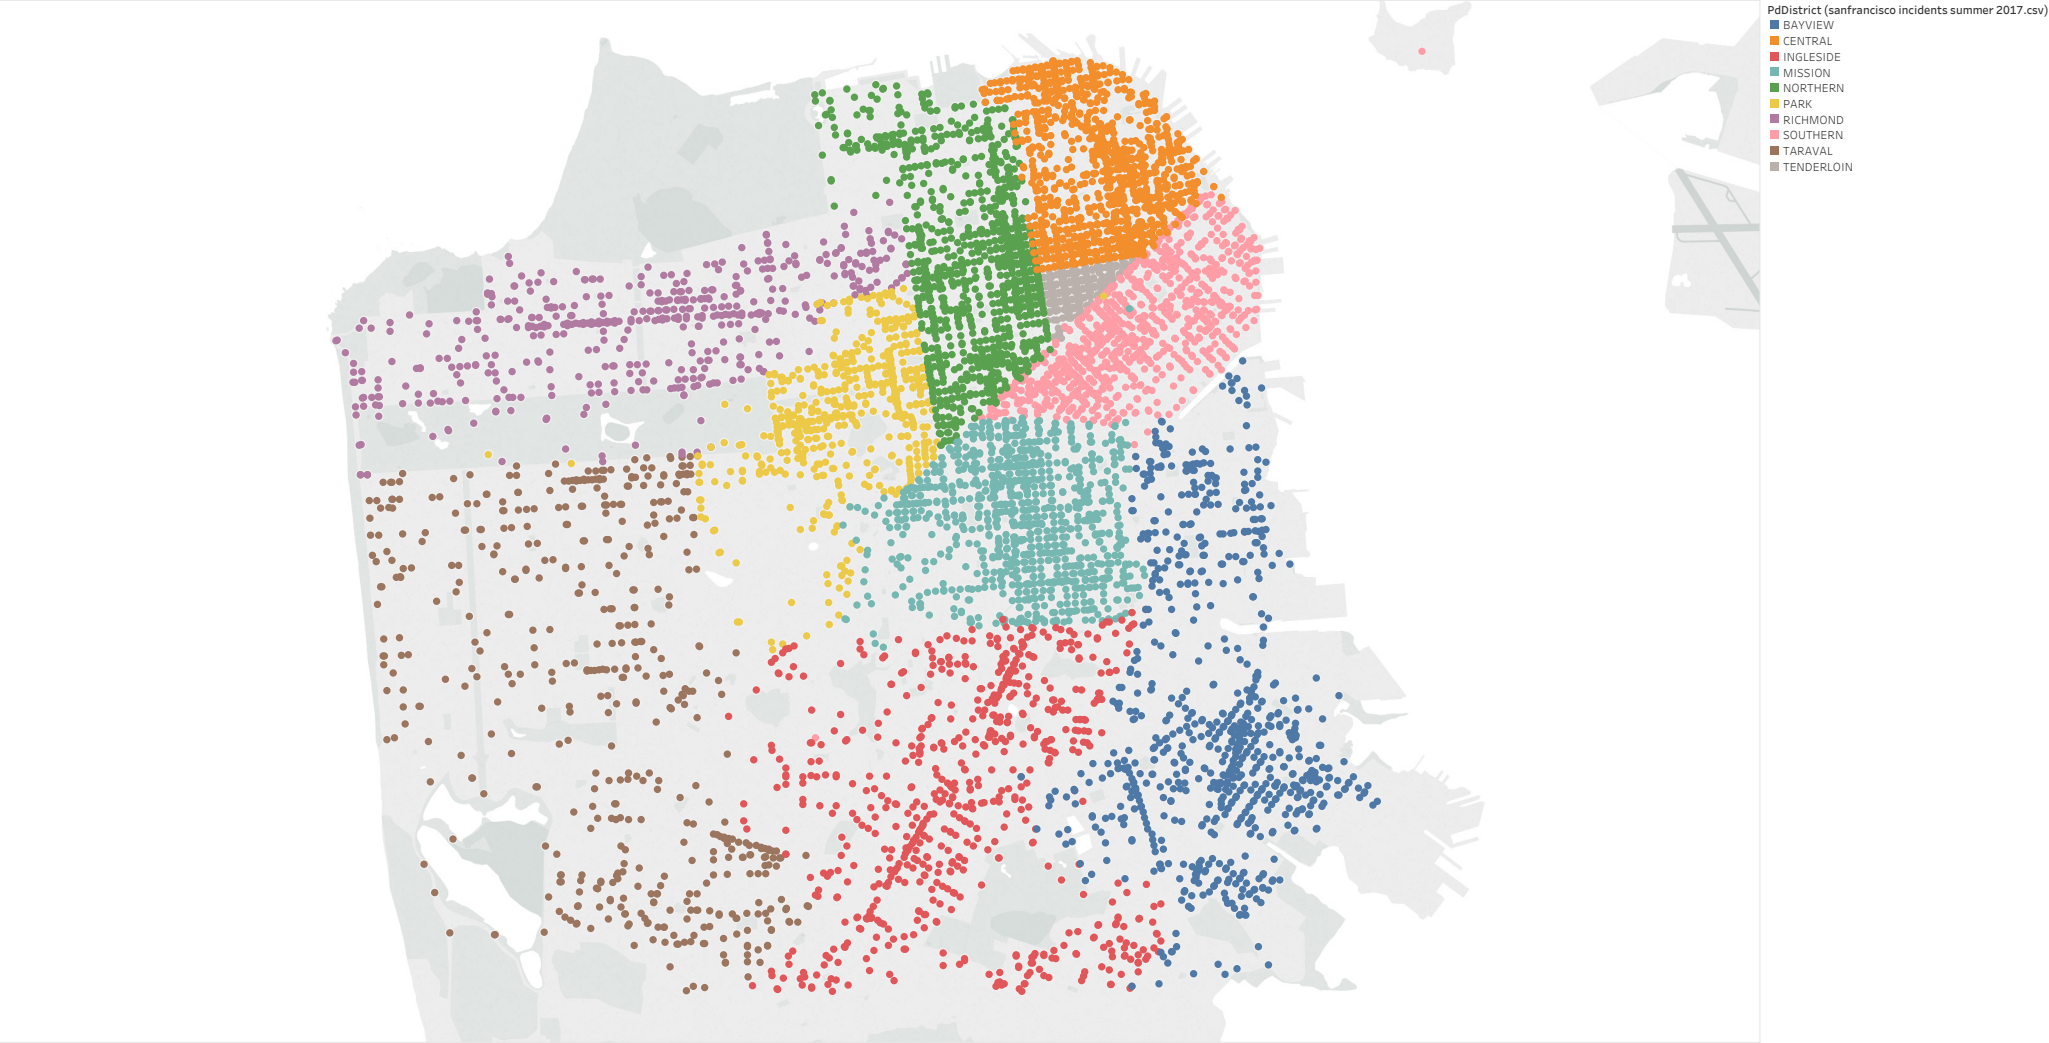 PdDistrict (sanfrancisco incidents summer 2017.csv)
BAYVIEW
CENTRAL
INGLESIDE
MISSION
NORTHERN
PARK
RICHMOND
SOUTHERN
TARAVAL
TENDERLOIN